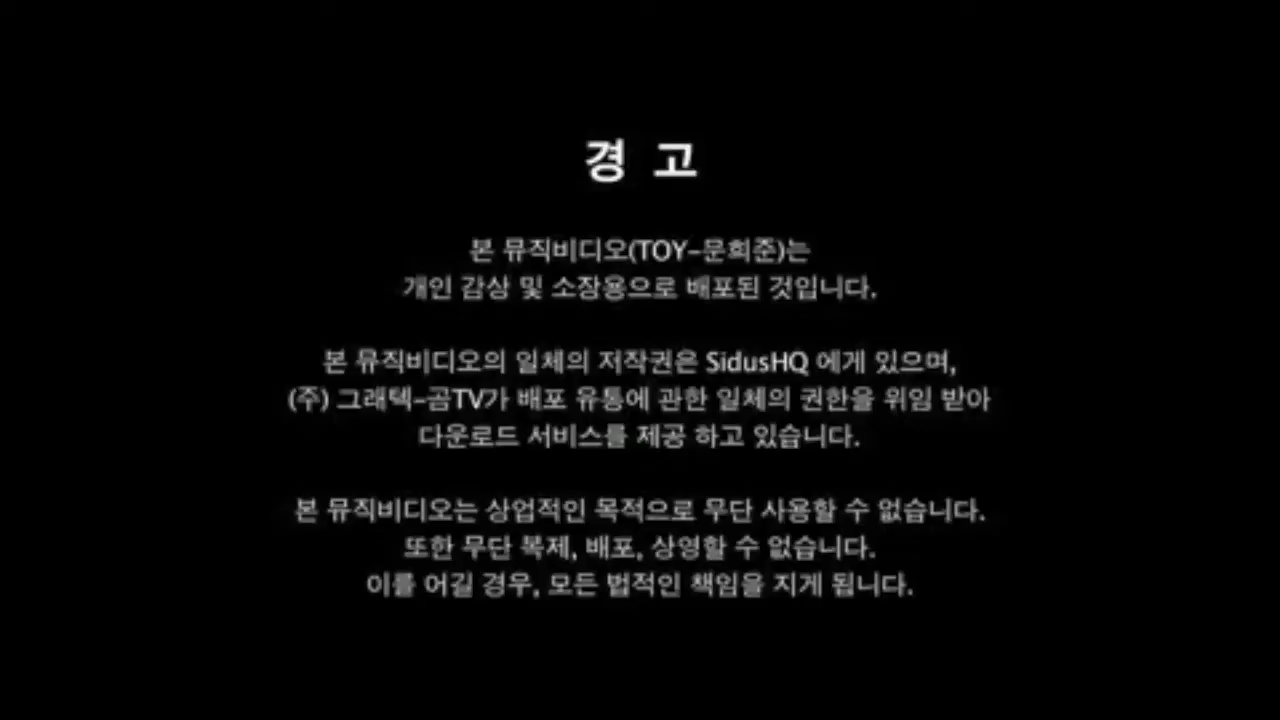 경 고
본 뮤직비디오(TOY-문희준)는
개인 감상 및 소장용으로 배포된 것입니다.
본 뮤직비디오의 일체의 저작권은 SidusHQ 에게 있으며,
(주) 그래텍-곰TV가 배포 유통에 관한 일체의 권한을 위임 받아
다운로드 서비스를 제공 하고 있습니다.
본 뮤직비디오는 상업적인 목적으로 무단 사용할 수 없습니다.
또한 무단 복제, 배포, 상영할 수 없습니다.
이를 어길 경우, 모든 법적인 책임을 지게 됩니다.